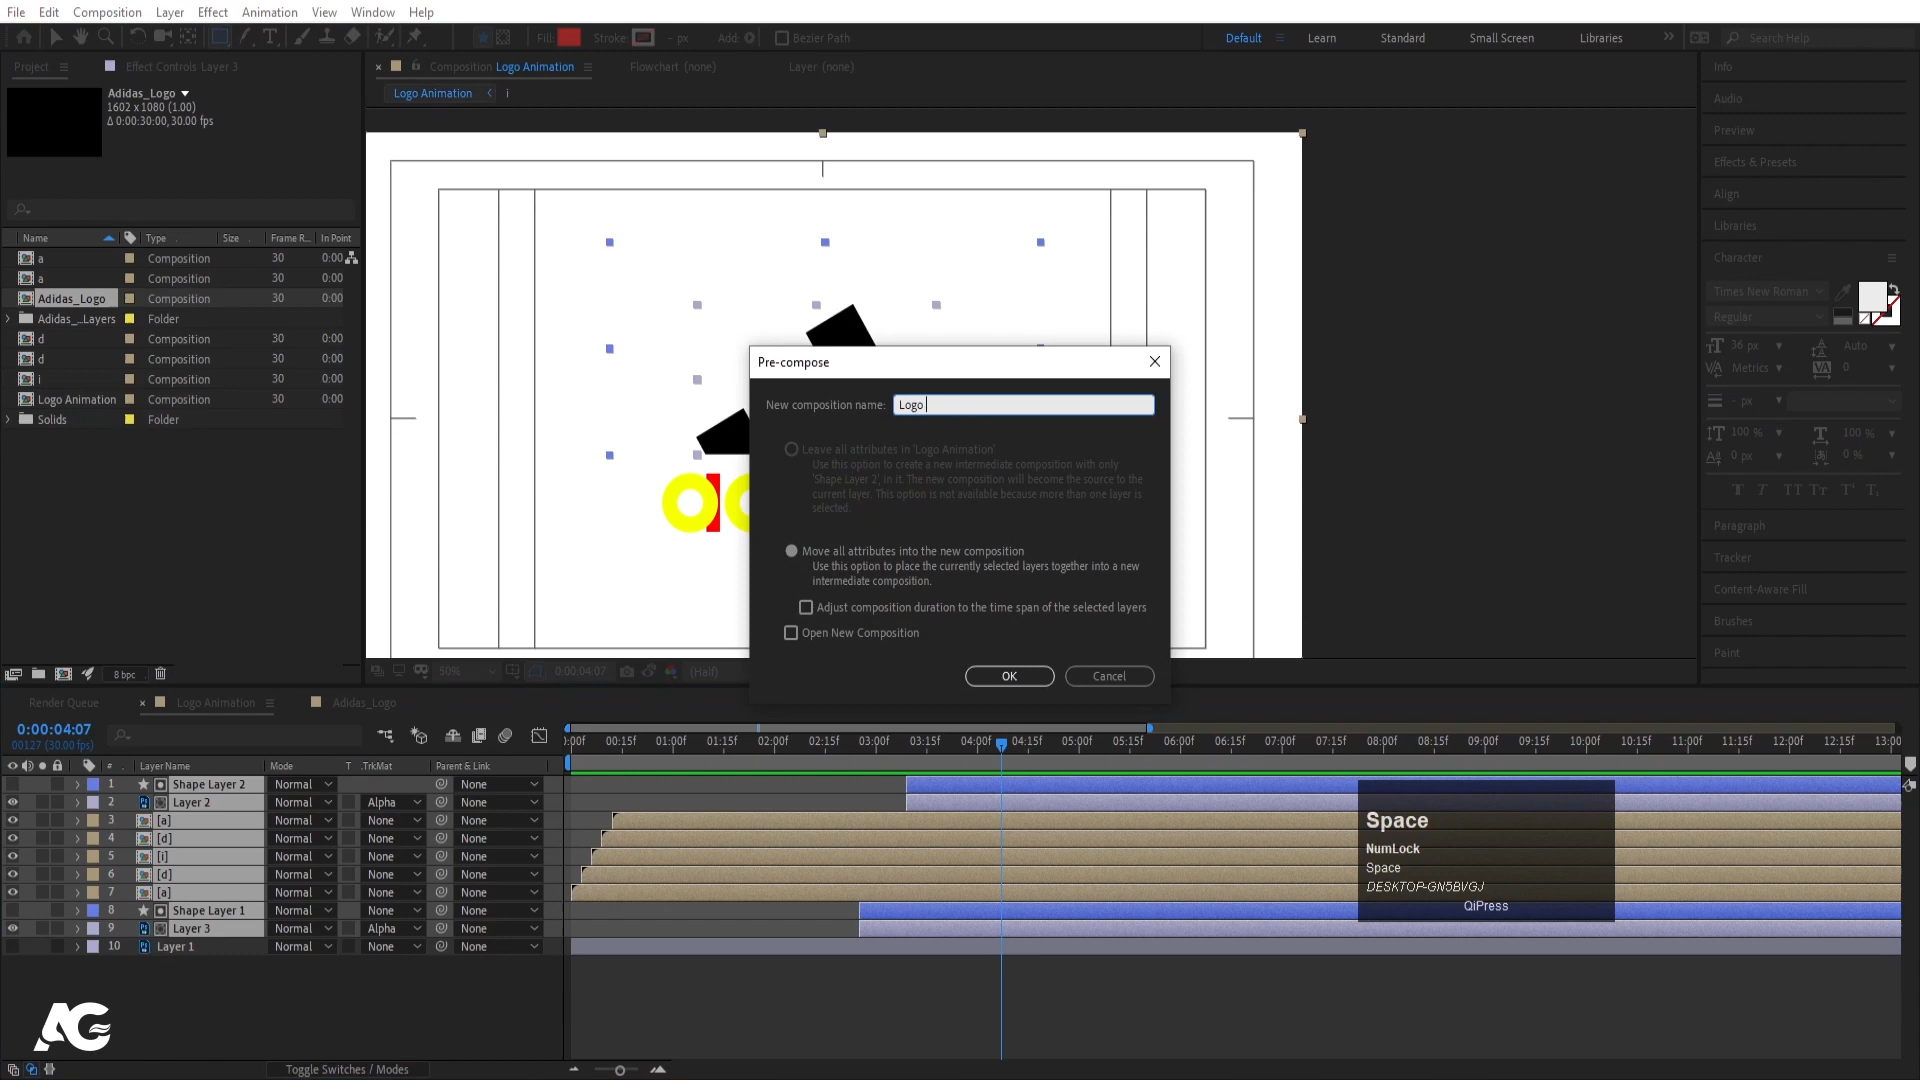 File Edit Composition Layer Effect Animation View Window Help
Fill: Stroke: - px Add: Bezier Path
Default Learn Standard Small Screen Libraries Search Help
Project Effect Controls Layer 3
Composition Logo Animation Flowchart (none) Layer (none)
Logo Animation i
Adidas_Logo
1602 x 1080 (1.00)
Δ 0:00:30:00, 30.00 fps
Name Type Size Frame R... In Point
a Composition 30 0:00
a Composition 30 0:00
Adidas_Logo Composition 30 0:00
Adidas_...Layers Folder
d Composition 30 0:00
d Composition 30 0:00
i Composition 30 0:00
Logo Animation Composition 30 0:00
Solids Folder
8 bpc
Pre-compose
New composition name: Logo
Leave all attributes in 'Logo Animation'
Use this option to create a new intermediate composition with only
'Shape Layer 2', in it. The new composition will become the source to the
current layer. This option is not available because more than one layer is
selected.
Move all attributes into the new composition
Use this option to place the currently selected layers together into a new
intermediate composition.
Adjust composition duration to the time span of the selected layers
Open New Composition
OK Cancel
50% 0:00:04:07 (Half)
Info
Audio
Preview
Effects & Presets
Align
Libraries
Character
Times New Roman
Regular
36 px Auto
Metrics 0
- px
100 % 100 %
0 px 0 %
Paragraph
Tracker
Content-Aware Fill
Brushes
Paint
Render Queue Logo Animation Adidas_Logo
0:00:04:07
00127 (30.00 fps)
:00f 00:15f 01:00f 01:15f 02:00f 02:15f 03:00f 03:15f 04:00f 04:15f 05:00f 05:15f 06:00f 06:15f 07:00f 07:15f 08:00f 08:15f 09:00f 09:15f 10:00f 10:15f 11:00f 11:15f 12:00f 12:15f 13:00
# Layer Name Mode T .TrkMat Parent & Link
1 Shape Layer 2 Normal None
2 Layer 2 Normal Alpha None
3 [a] Normal None None
4 [d] Normal None None
5 [i] Normal None None
6 [d] Normal None None
7 [a] Normal None None
8 Shape Layer 1 Normal None None
9 Layer 3 Normal Alpha None
10 Layer 1 Normal None None
Space
NumLock
Space
DESKTOP-GN5BVGJ
QiPress
AG
Toggle Switches / Modes